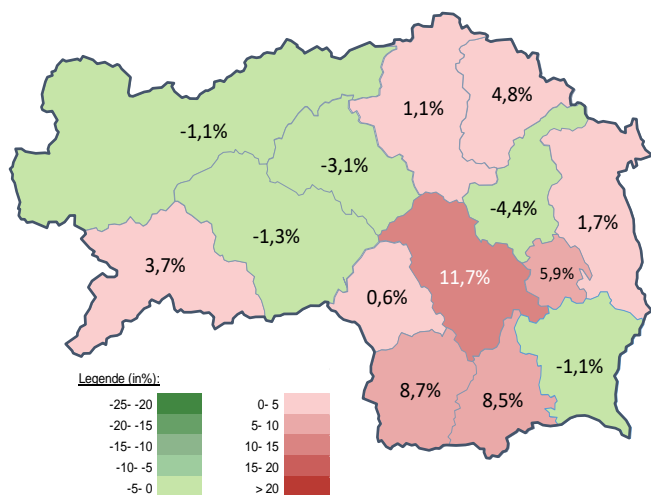 4,8%
1,1%
-1,1%
-3,1%
-4,4%
1,7%
-1,3%
3,7%
5,9%
11,7%
0,6%
-1,1%
8,7%
8,5%
Legende (in%):
-25- -20 0- 5
-20- -15 5- 10
-15- -10 10- 15
-10- -5 15- 20
-5- 0 > 20